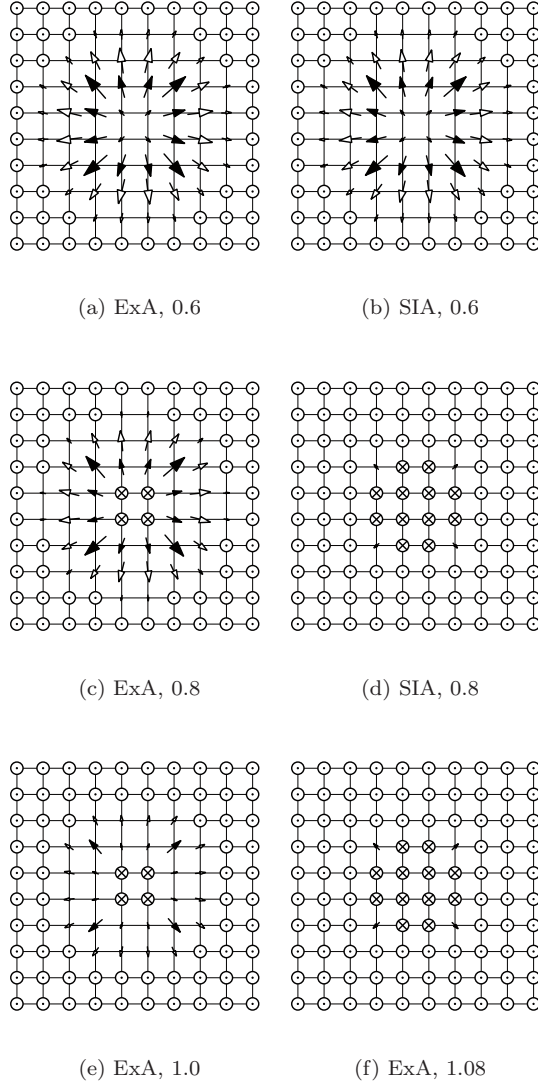 (a) ExA, 0.6
(b) SIA, 0.6
(c) ExA, 0.8
(d) SIA, 0.8
(e) ExA, 1.0
(f) ExA, 1.08